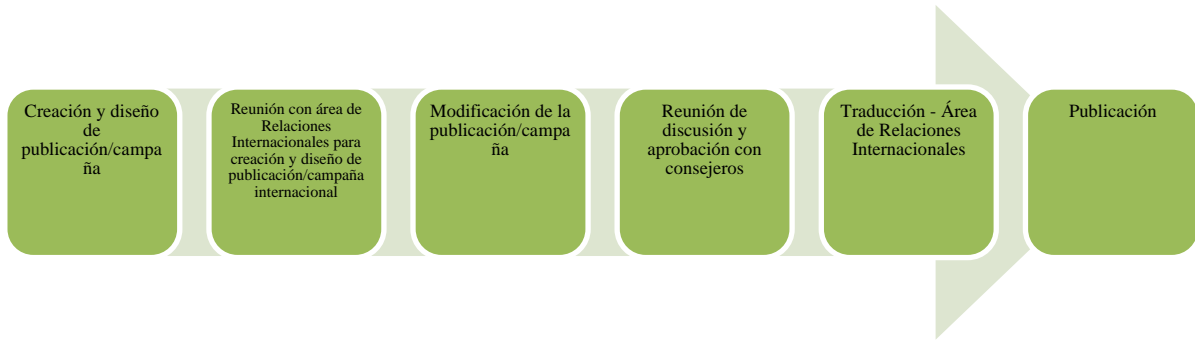 Creación y diseño
de
publicación/campa
ña
Reunión con área de
Relaciones
Internacionales para
creación y diseño de
publicación/campaña
internacional
Modificación de la
publicación/campa
ña
Reunión de
discusión y
aprobación con
consejeros
Traducción - Área
de Relaciones
Internacionales
Publicación